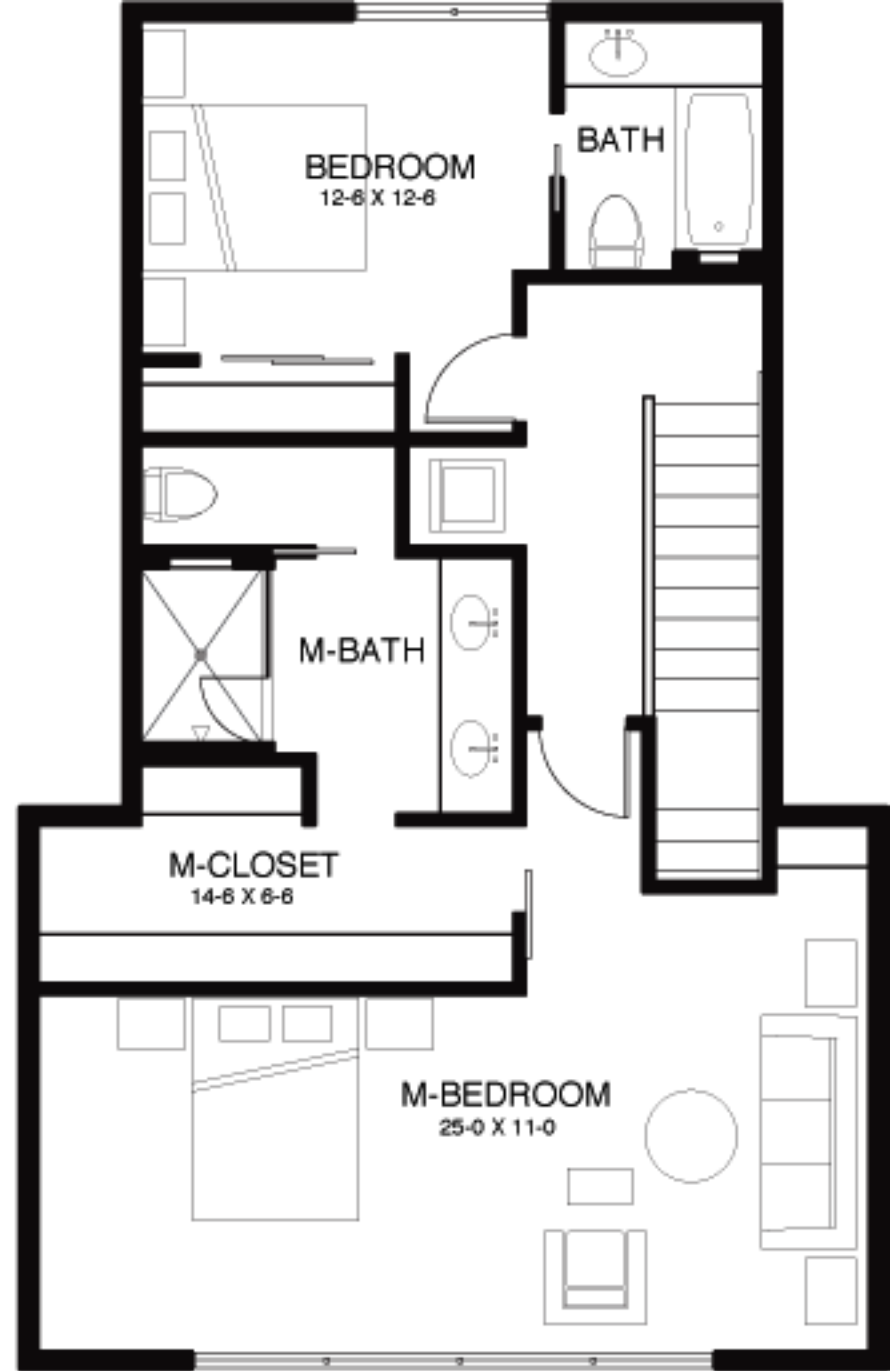 BEDROOM
12-6 X 12-6
BATH
M-BATH
M-CLOSET
14-6 X 6-6
M-BEDROOM
25-0 X 11-0